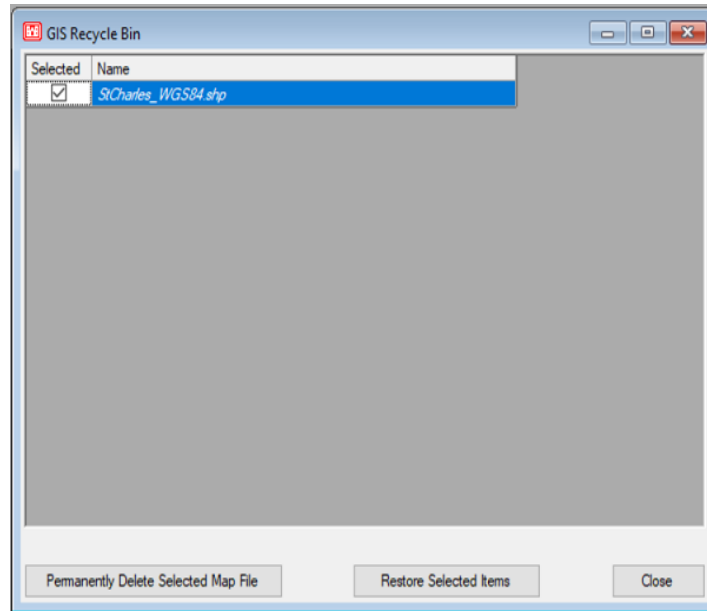 GIS Recycle Bin
Selected Name
StCharles_WGS84.shp
Permanently Delete Selected Map File Restore Selected Items Close